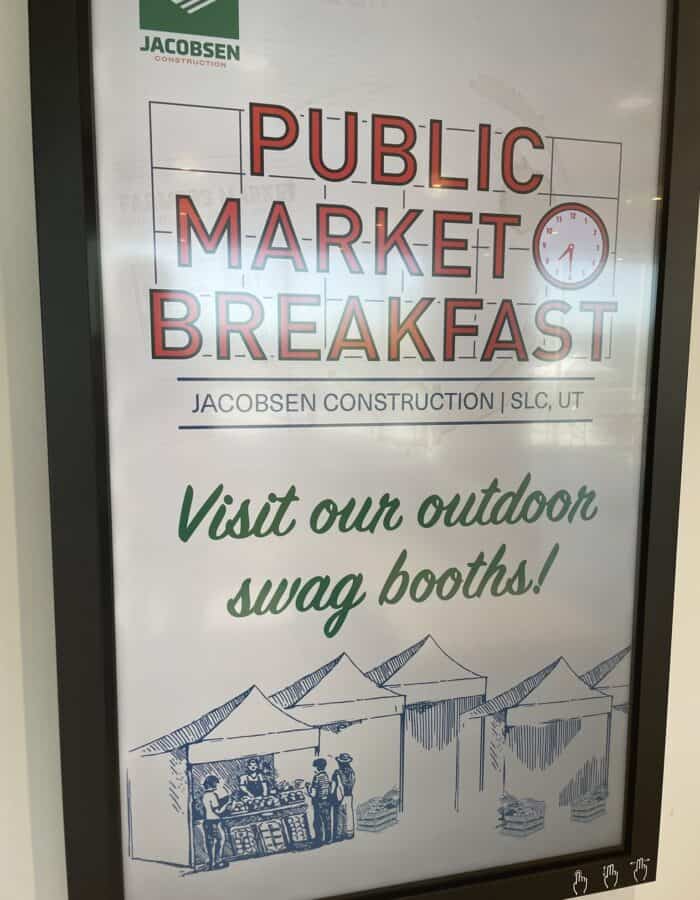 JACOBSEN
CONSTRUCTION
PUBLIC
MARKET
BREAKFAST
JACOBSEN CONSTRUCTION | SLC, UT
Visit our outdoor
swag booths!